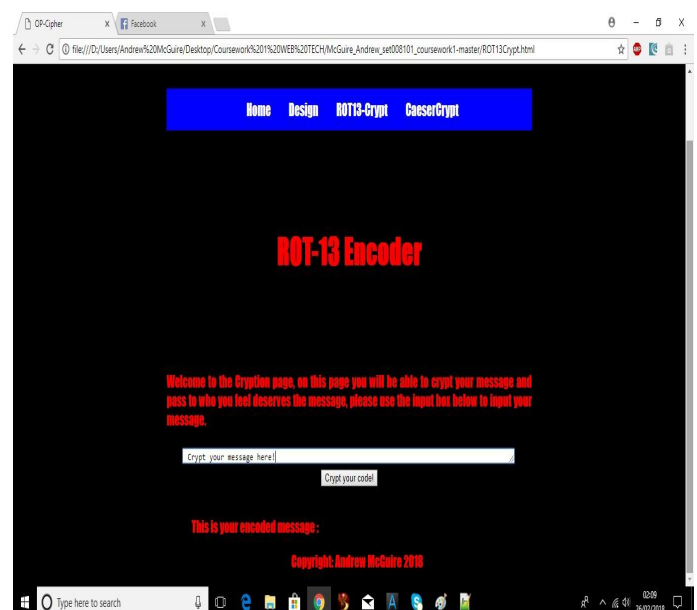 OP-Cipher
Facebook
file:///D:/Users/Andrew%20McGuire/Desktop/Coursework%201%20WEB%20TECH/McGuire_Andrew_set008101_coursework1-master/ROT13Crypt.html
Home Design ROT13-Crypt CaeserCrypt
ROT-13 Encoder
Welcome to the Cryption page, on this page you will be able to crypt your message and
pass to who you feel deserves the message, please use the input box below to input your
message.
Crypt your message here!
Crypt your code!
This is your encoded message :
Copyright: Andrew McGuire 2018
Type here to search
02:09
26/02/2018